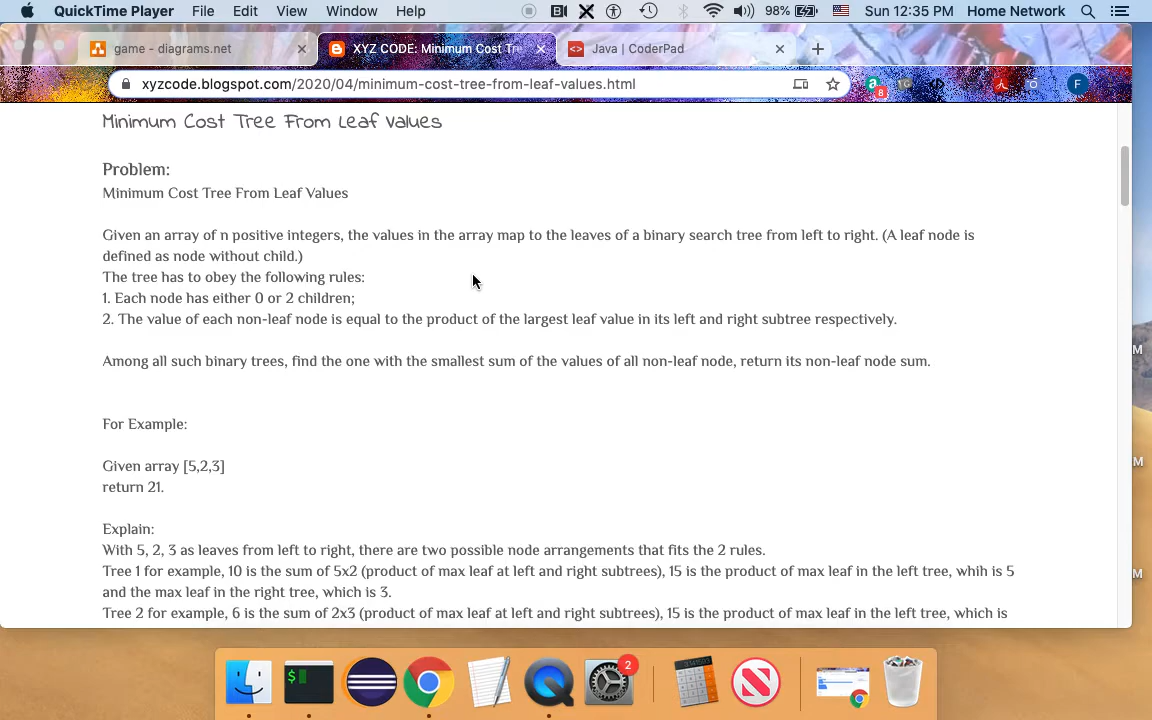 QuickTime Player File Edit View Window Help 98% Sun 12:35 PM Home Network
game - diagrams.net XYZ CODE: Minimum Cost Tre Java | CoderPad
xyzcode.blogspot.com/2020/04/minimum-cost-tree-from-leaf-values.html 8 F
Minimum Cost Tree From Leaf Values
Problem:
Minimum Cost Tree From Leaf Values
Given an array of n positive integers, the values in the array map to the leaves of a binary search tree from left to right. (A leaf node is
defined as node without child.)
The tree has to obey the following rules:
1. Each node has either 0 or 2 children;
2. The value of each non-leaf node is equal to the product of the largest leaf value in its left and right subtree respectively.
Among all such binary trees, find the one with the smallest sum of the values of all non-leaf node, return its non-leaf node sum.
For Example:
Given array [5,2,3]
return 21.
Explain:
With 5, 2, 3 as leaves from left to right, there are two possible node arrangements that fits the 2 rules.
Tree 1 for example, 10 is the sum of 5x2 (product of max leaf at left and right subtrees), 15 is the product of max leaf in the left tree, whih is 5
and the max leaf in the right tree, which is 3.
Tree 2 for example, 6 is the sum of 2x3 (product of max leaf at left and right subtrees), 15 is the product of max leaf in the left tree, which is
M
M
M
2